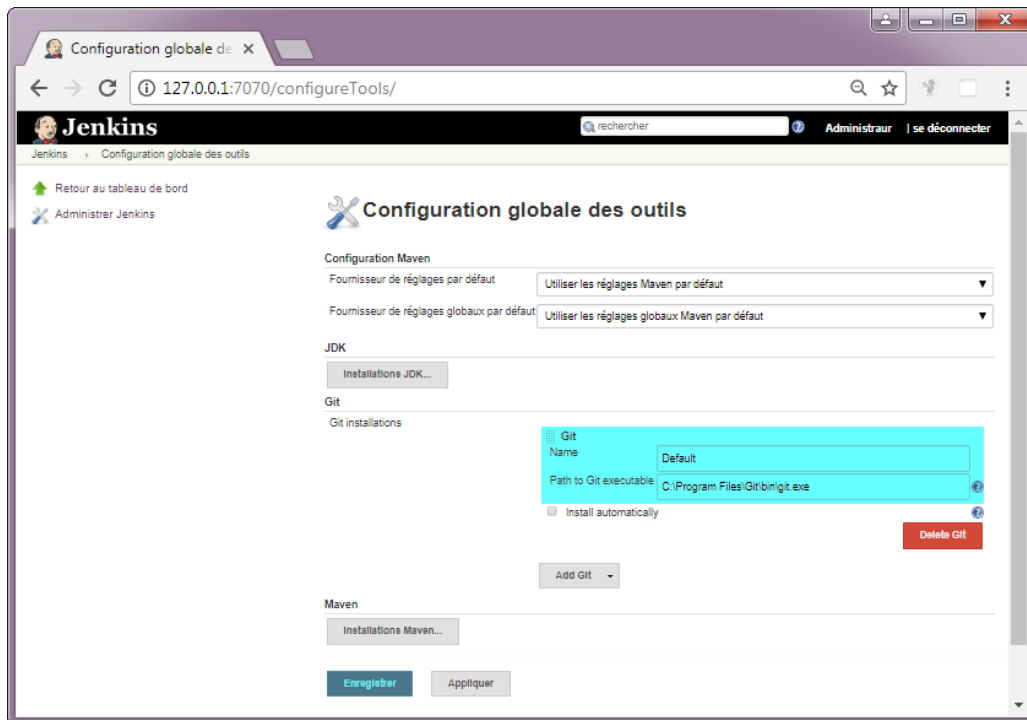 Configuration globale de
127.0.0.1:7070/configureTools/
Jenkins
rechercher
Administraur | se déconnecter
Jenkins › Configuration globale des outils
Retour au tableau de bord
Administrer Jenkins
Configuration globale des outils
Configuration Maven
Fournisseur de réglages par défaut
Utiliser les réglages Maven par défaut
Fournisseur de réglages globaux par défaut
Utiliser les réglages globaux Maven par défaut
JDK
Installations JDK...
Git
Git installations
Git
Name
Default
Path to Git executable
C:\Program Files\Git\bin\git.exe
Install automatically
Delete Git
Add Git
Maven
Installations Maven...
Enregistrer
Appliquer